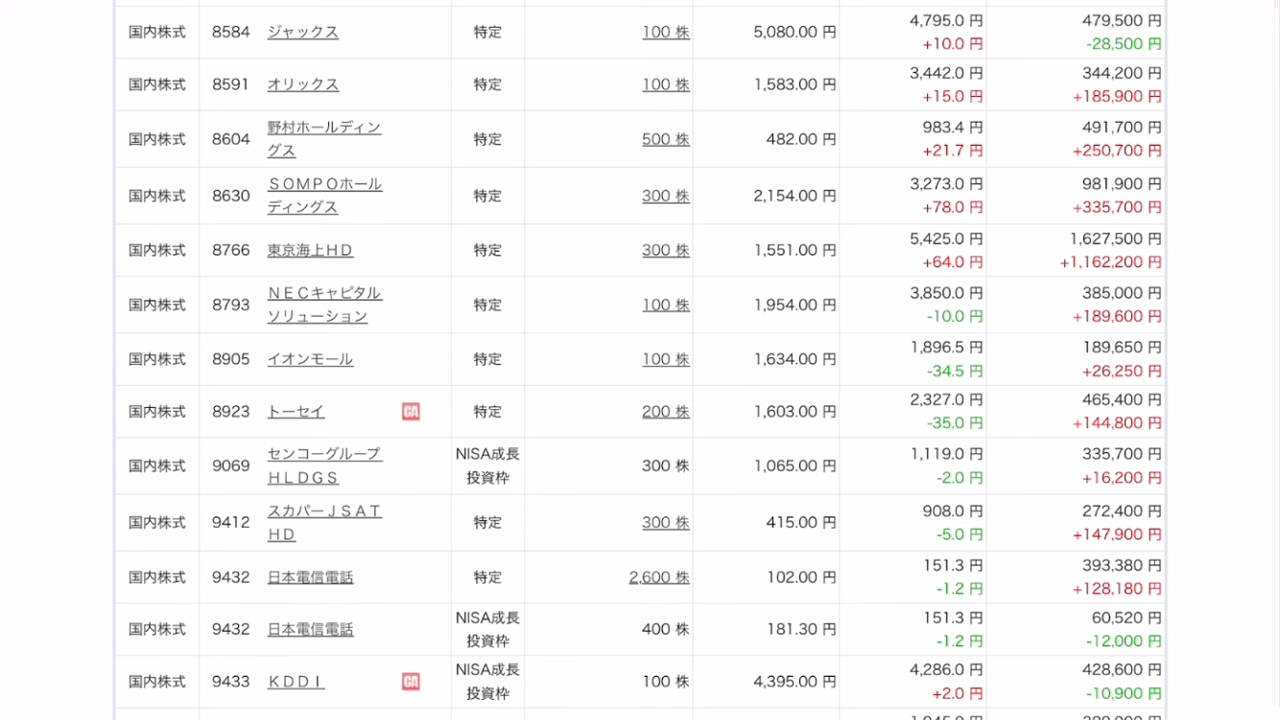 国内株式 8584 ジャックス 特定 100 株 5,080.00 円 4,795.0 円 479,500 円
+10.0 円 -28,500 円
国内株式 8591 オリックス 特定 100 株 1,583.00 円 3,442.0 円 344,200 円
+15.0 円 +185,900 円
国内株式 8604 野村ホールディン 特定 500 株 482.00 円 983.4 円 491,700 円
グス +21.7 円 +250,700 円
国内株式 8630 ＳＯＭＰＯホール 特定 300 株 2,154.00 円 3,273.0 円 981,900 円
ディングス +78.0 円 +335,700 円
国内株式 8766 東京海上ＨＤ 特定 300 株 1,551.00 円 5,425.0 円 1,627,500 円
+64.0 円 +1,162,200 円
国内株式 8793 ＮＥＣキャピタル 特定 100 株 1,954.00 円 3,850.0 円 385,000 円
ソリューション -10.0 円 +189,600 円
国内株式 8905 イオンモール 特定 100 株 1,634.00 円 1,896.5 円 189,650 円
-34.5 円 +26,250 円
国内株式 8923 トーセイ CA 特定 200 株 1,603.00 円 2,327.0 円 465,400 円
-35.0 円 +144,800 円
国内株式 9069 センコーグループ NISA成長 300 株 1,065.00 円 1,119.0 円 335,700 円
ＨＬＤＧＳ 投資枠 -2.0 円 +16,200 円
国内株式 9412 スカパーＪＳＡＴ 特定 300 株 415.00 円 908.0 円 272,400 円
ＨＤ -5.0 円 +147,900 円
国内株式 9432 日本電信電話 特定 2,600 株 102.00 円 151.3 円 393,380 円
-1.2 円 +128,180 円
国内株式 9432 日本電信電話 NISA成長 400 株 181.30 円 151.3 円 60,520 円
投資枠 -1.2 円 -12,000 円
国内株式 9433 ＫＤＤＩ CA NISA成長 100 株 4,395.00 円 4,286.0 円 428,600 円
投資枠 +2.0 円 -10,900 円